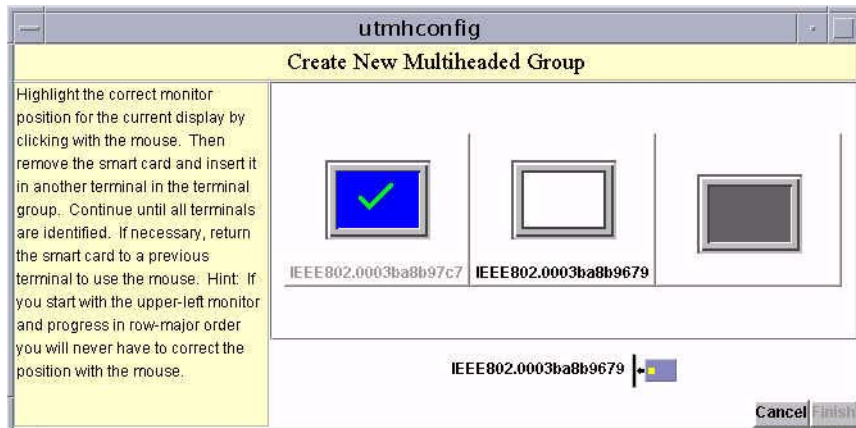 utmhconfig
Create New Multiheaded Group
Highlight the correct monitor
position for the current display by
clicking with the mouse. Then
remove the smart card and insert it
in another terminal in the terminal
group. Continue until all terminals
are identified. If necessary, return
the smart card to a previous
terminal to use the mouse. Hint: If
you start with the upper-left monitor
and progress in row-major order
you will never have to correct the
position with the mouse.
IEEE802.0003ba8b97c7 IEEE802.0003ba8b9679
IEEE802.0003ba8b9679
Cancel Finish